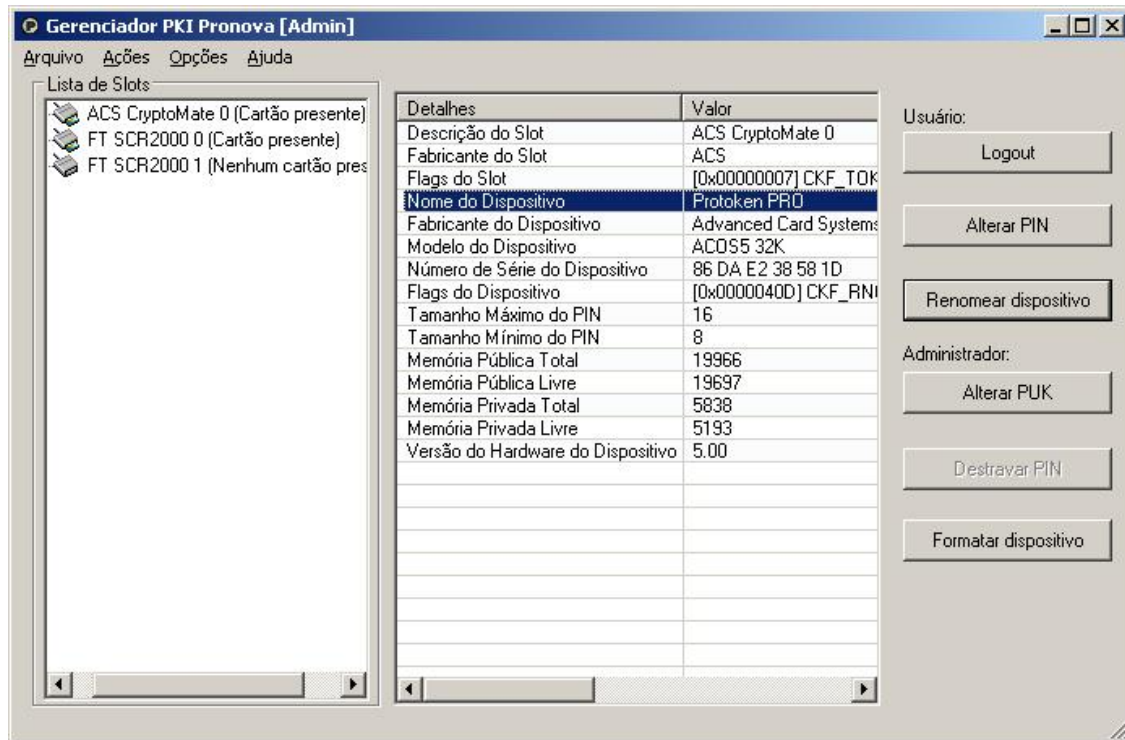 Gerenciador PKI Pronova [Admin]
Arquivo Ações Opções Ajuda
Lista de Slots
ACS CryptoMate 0 (Cartão presente)
FT SCR2000 0 (Cartão presente)
FT SCR2000 1 (Nenhum cartão pres
Detalhes Valor
Descrição do Slot ACS CryptoMate 0
Fabricante do Slot ACS
Flags do Slot [0x00000007] CKF_TOK
Nome do Dispositivo Protoken PRO
Fabricante do Dispositivo Advanced Card Systems
Modelo do Dispositivo ACOS5 32K
Número de Série do Dispositivo 86 DA E2 38 58 1D
Flags do Dispositivo [0x0000040D] CKF_RN
Tamanho Máximo do PIN 16
Tamanho Mínimo do PIN 8
Memória Pública Total 19966
Memória Pública Livre 19697
Memória Privada Total 5838
Memória Privada Livre 5193
Versão do Hardware do Dispositivo 5.00
Usuário:
Logout
Alterar PIN
Renomear dispositivo
Administrador:
Alterar PUK
Destravar PIN
Formatar dispositivo